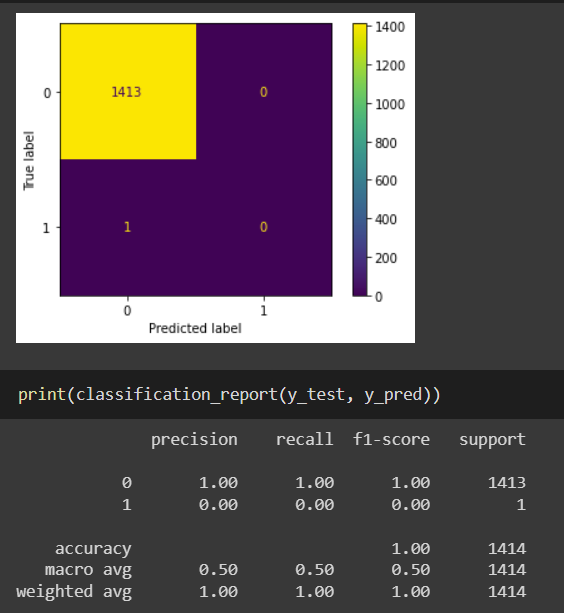 1413 0
1 0
0
1
0 1
True label
Predicted label
1400
1200
1000
800
600
400
200
0
print(classification_report(y_test, y_pred))
precision recall f1-score support
0 1.00 1.00 1.00 1413
1 0.00 0.00 0.00 1
accuracy 1.00 1414
macro avg 0.50 0.50 0.50 1414
weighted avg 1.00 1.00 1.00 1414